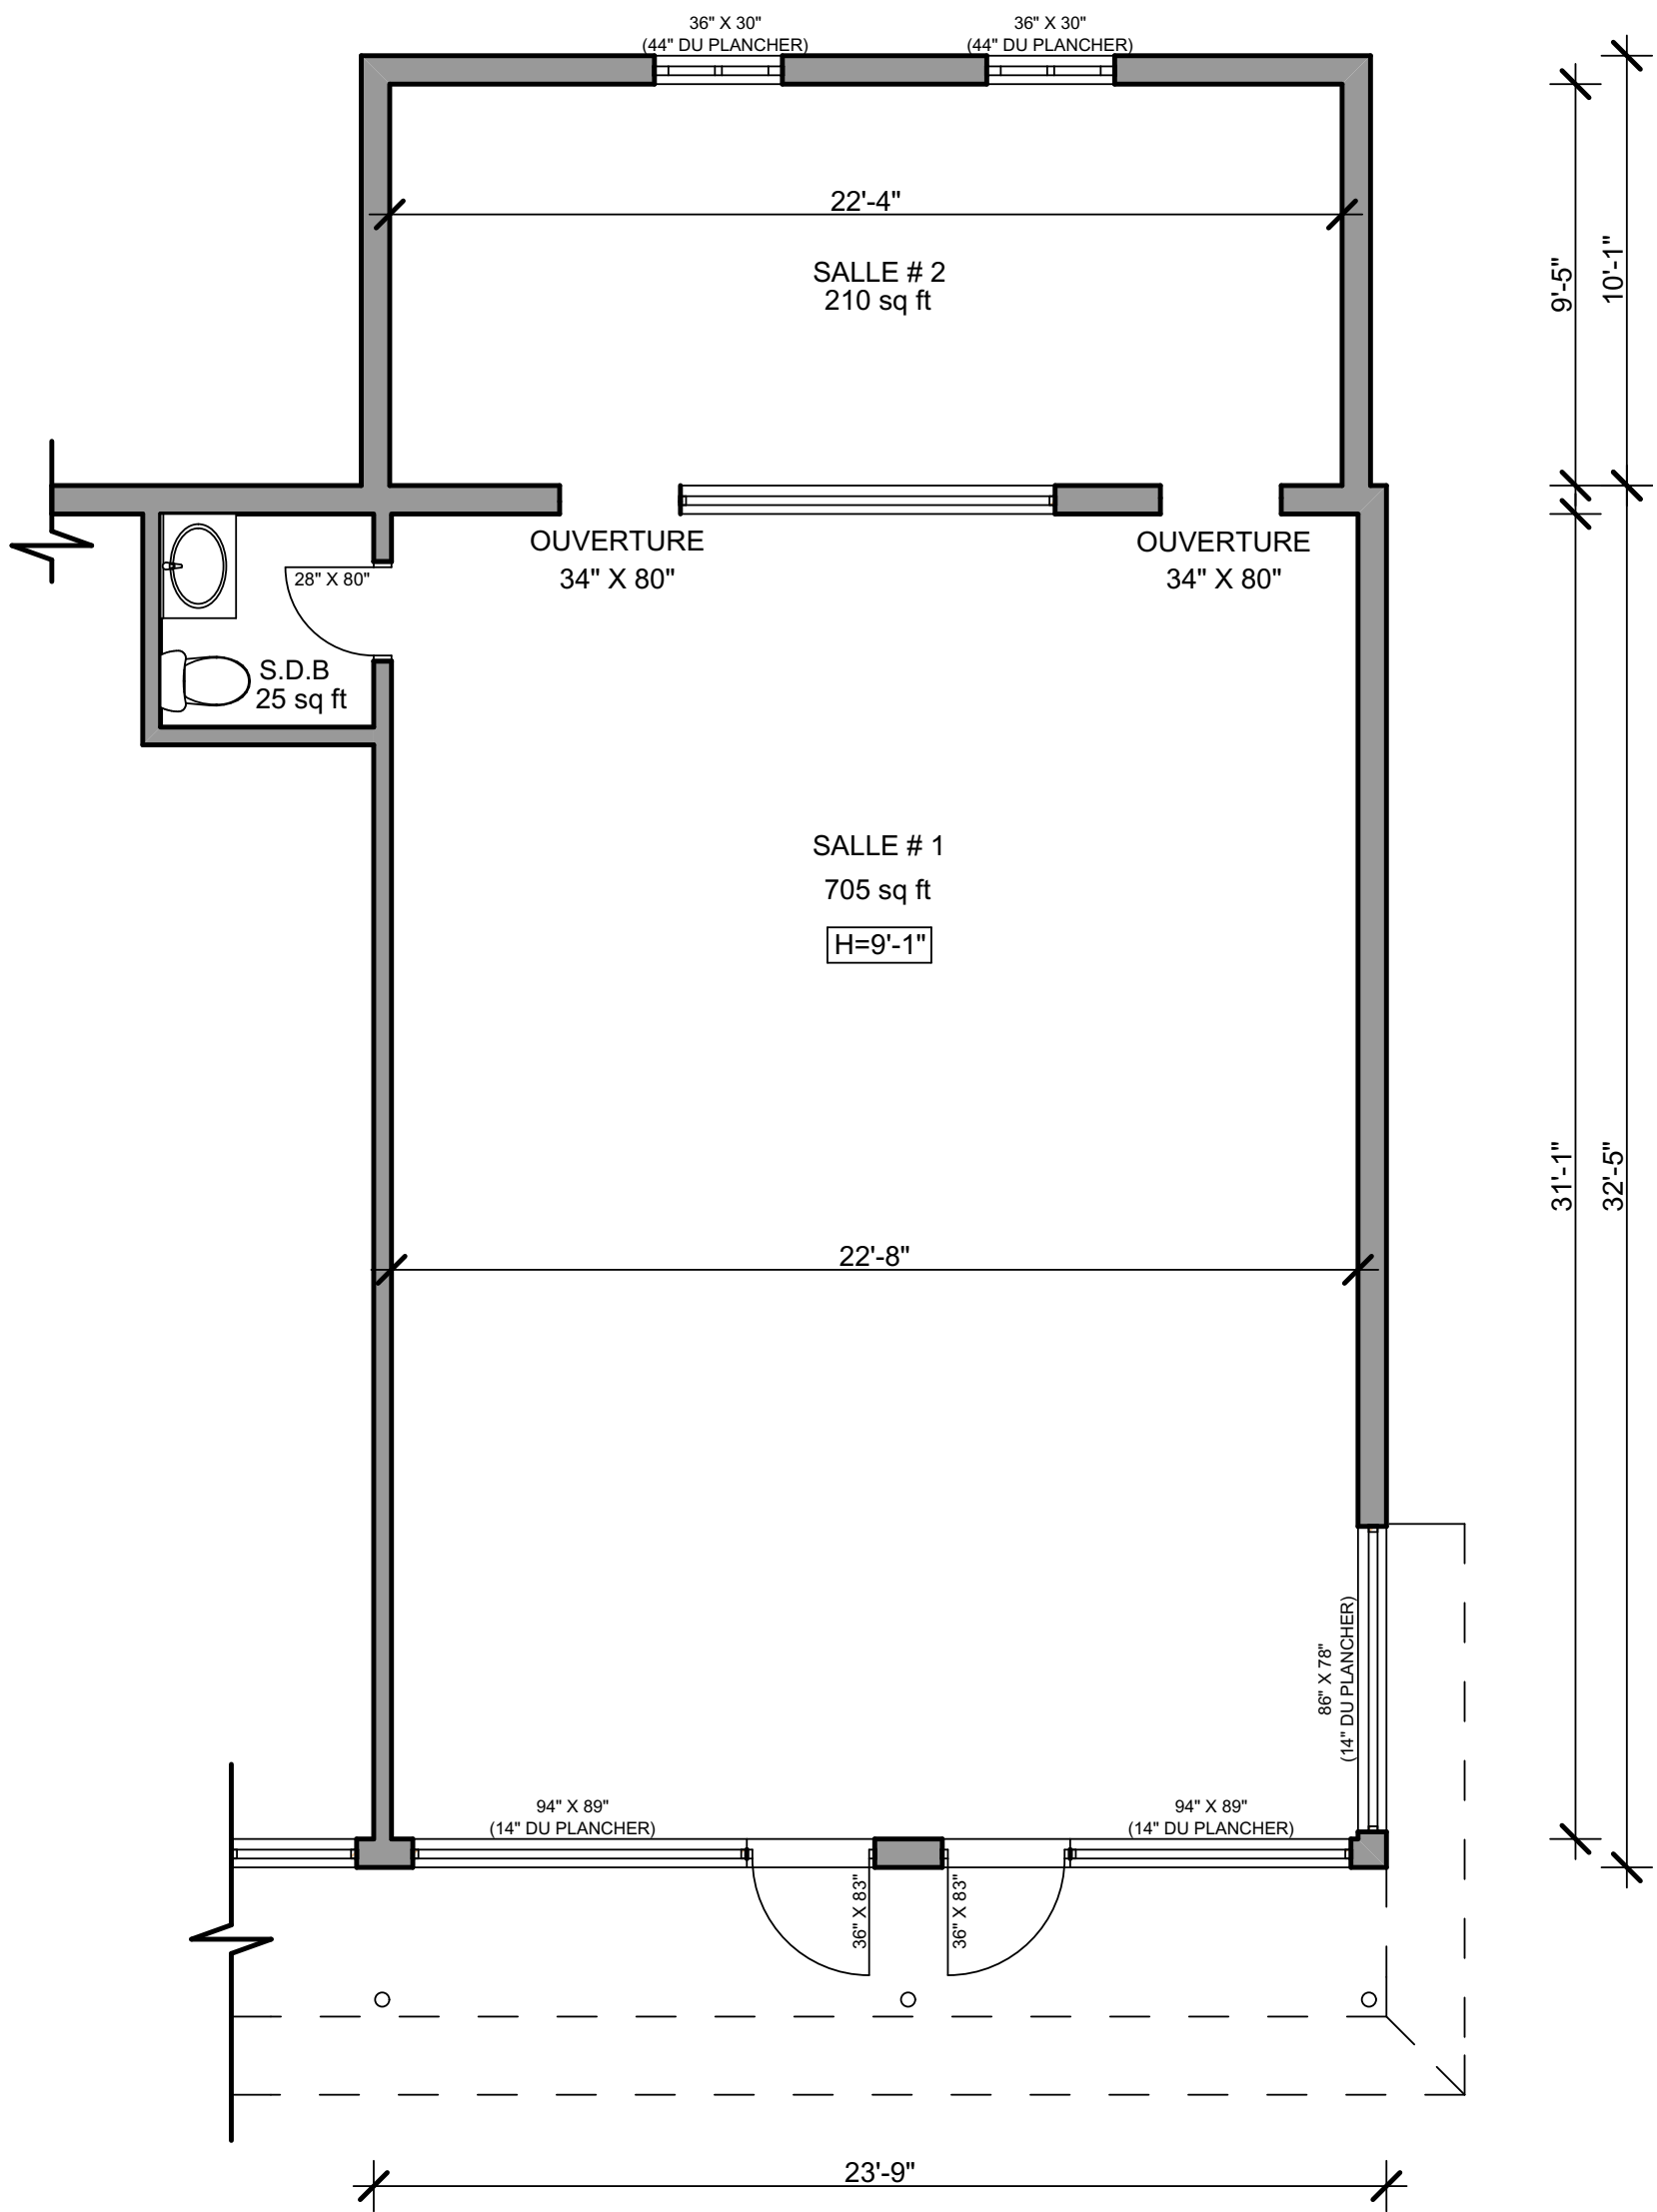 36" X 30"
(44" DU PLANCHER)
36" X 30"
(44" DU PLANCHER)
22'-4"
SALLE # 2
210 sq ft
9'-5"
10'-1"
OUVERTURE
34" X 80"
OUVERTURE
34" X 80"
28" X 80"
S.D.B
25 sq ft
SALLE # 1
705 sq ft
H=9'-1"
31'-1"
32'-5"
22'-8"
86" X 78"
(14" DU PLANCHER)
94" X 89"
(14" DU PLANCHER)
94" X 89"
(14" DU PLANCHER)
36" X 83"
36" X 83"
23'-9"